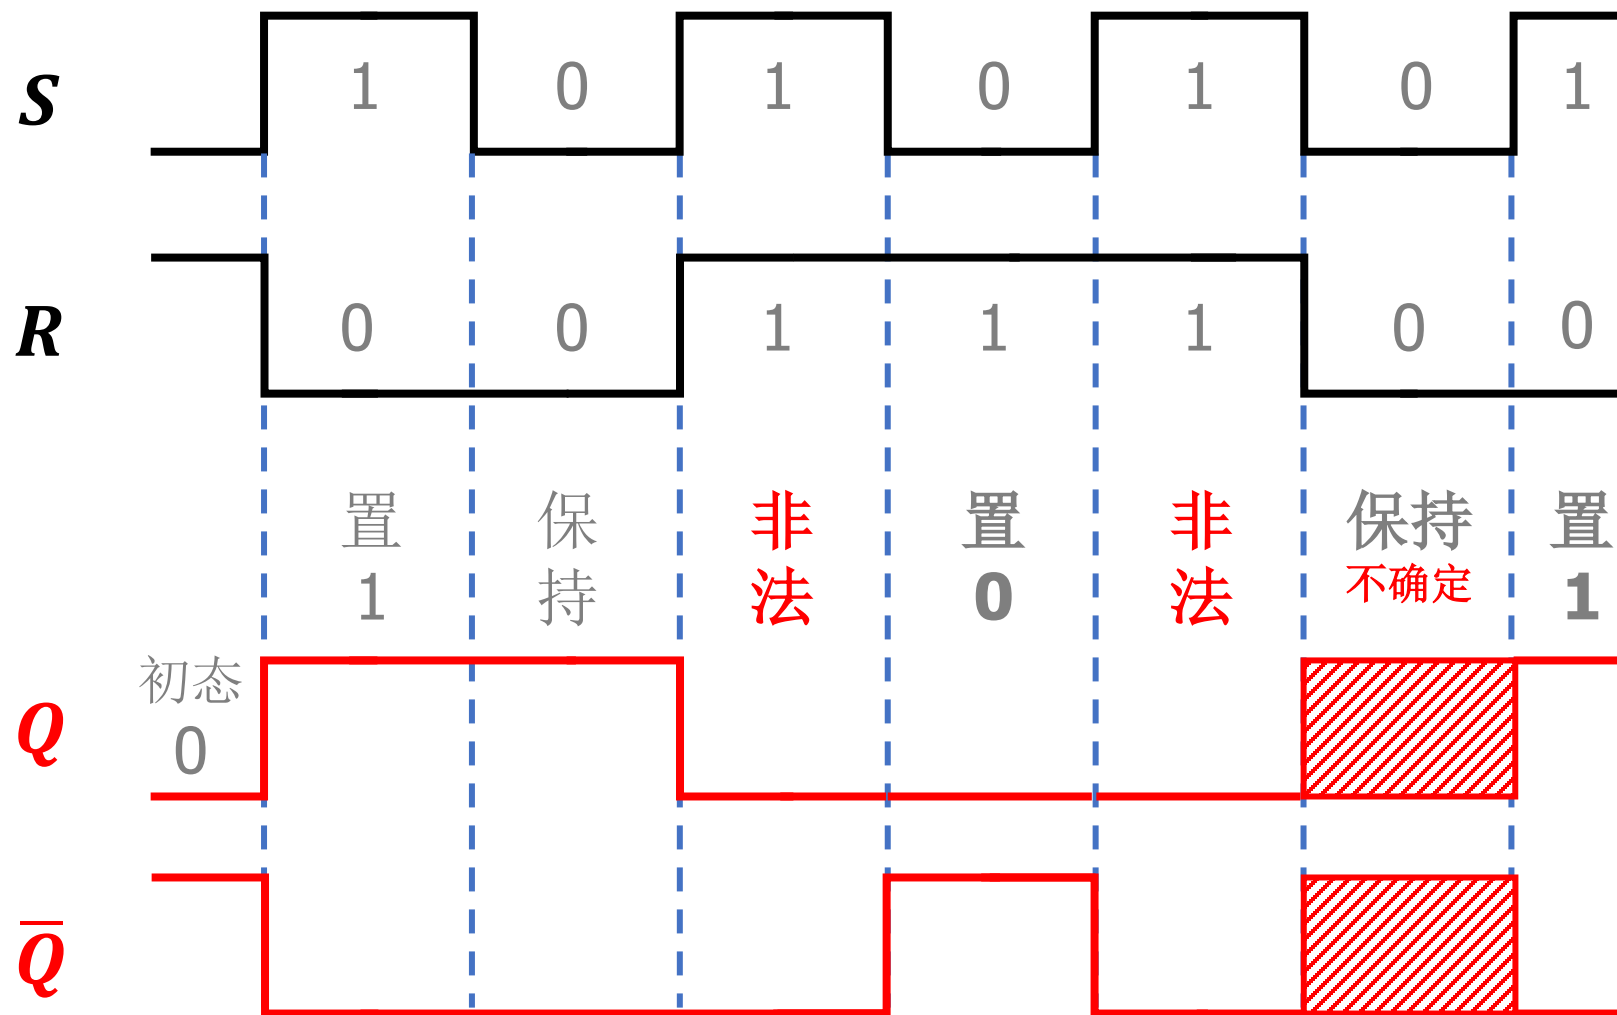 S 1 0 1 0 1 0 1
R 0 0 1 1 1 0 0
置 保 非 置 非 保持 置
1 持 法 0 法 不确定 1
初态
0
Q
Q̅